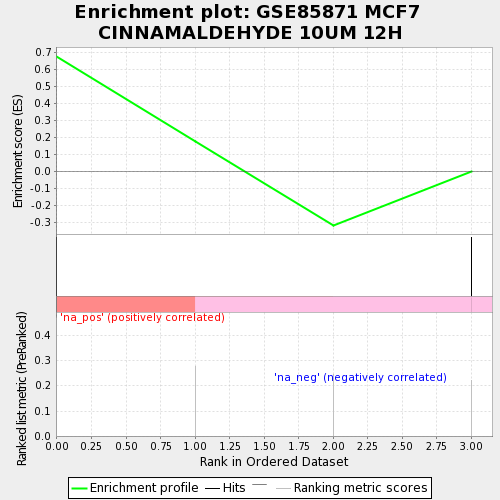 Enrichment plot: GSE85871 MCF7
CINNAMALDEHYDE 10UM 12H
Enrichment score (ES)
0.7
0.6
0.5
0.4
0.3
0.2
0.1
0.0
-0.1
-0.2
-0.3
'na_pos' (positively correlated)
Ranked list metric (PreRanked)
0.4
0.3
0.2
0.1
0.0
'na_neg' (negatively correlated)
0.00 0.25 0.50 0.75 1.00 1.25 1.50 1.75 2.00 2.25 2.50 2.75 3.00
Rank in Ordered Dataset
Enrichment profile Hits Ranking metric scores